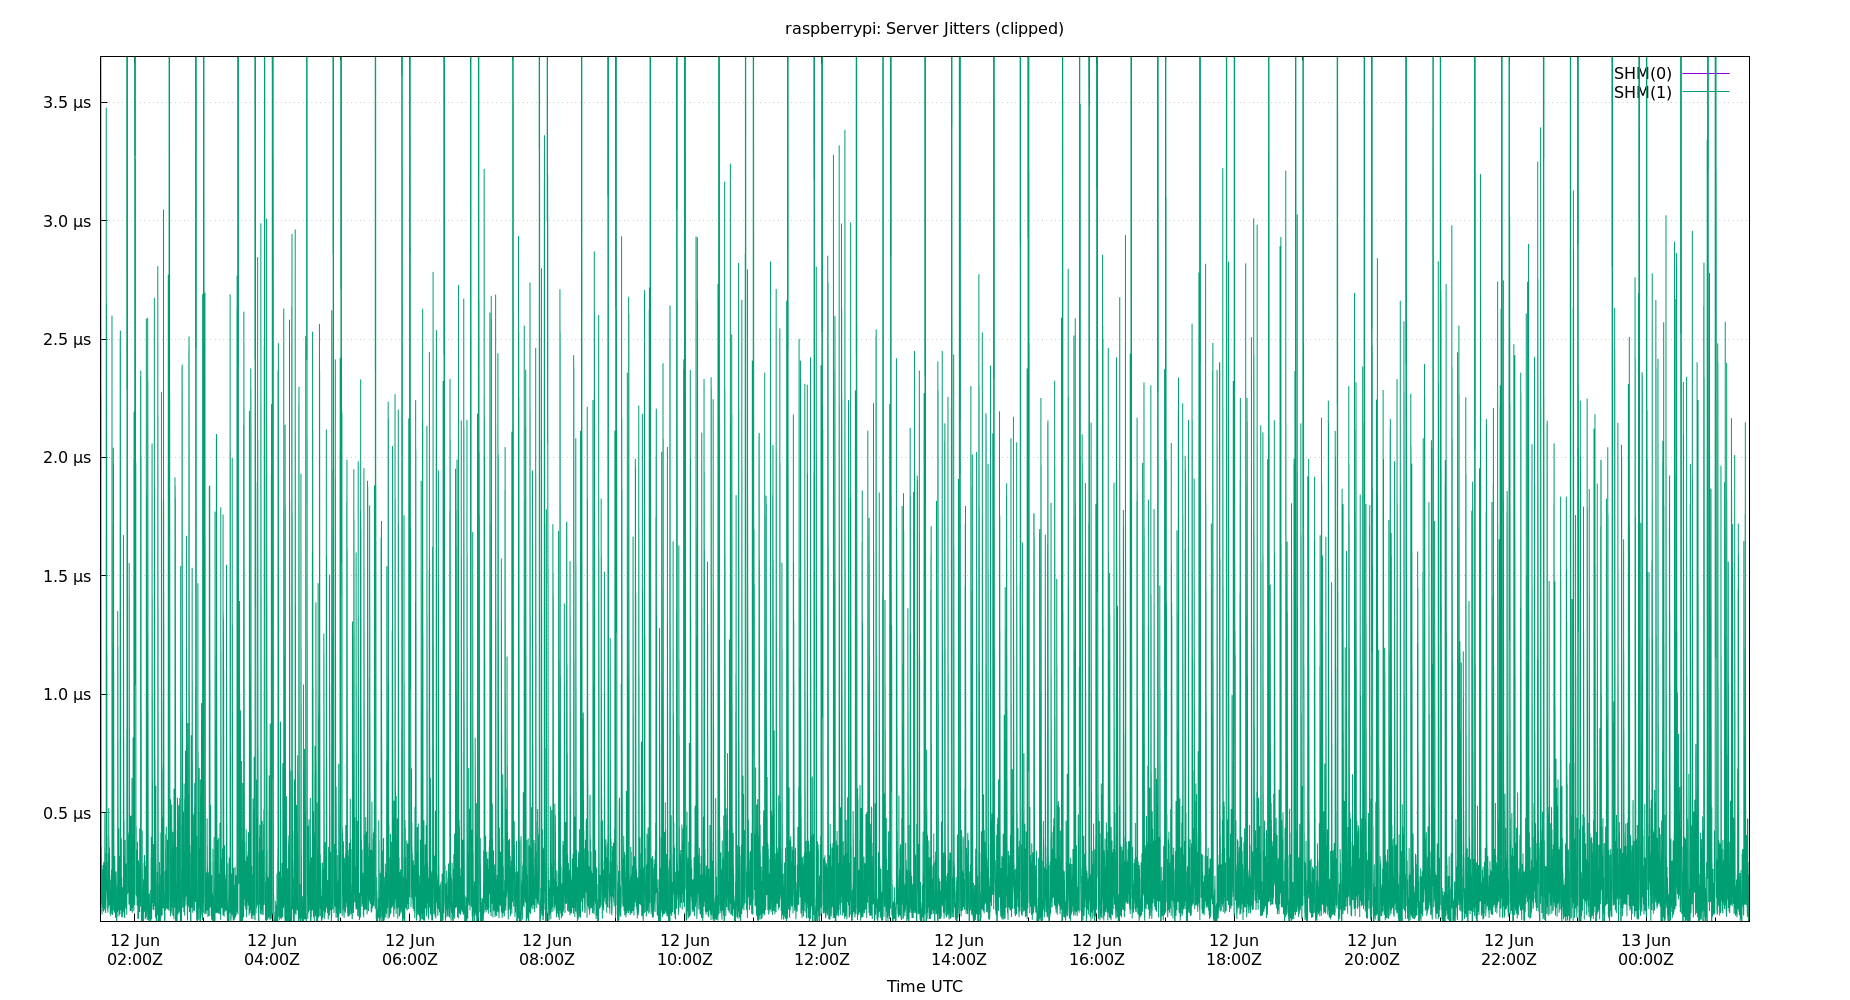 raspberrypi: Server Jitters (clipped)
SHM(0)
SHM(1)
3.5 μs
3.0 μs
2.5 μs
2.0 μs
1.5 μs
1.0 μs
0.5 μs
12 Jun 12 Jun 12 Jun 12 Jun 12 Jun 12 Jun 12 Jun 12 Jun 12 Jun 12 Jun 12 Jun 13 Jun
02:00Z 04:00Z 06:00Z 08:00Z 10:00Z 12:00Z 14:00Z 16:00Z 18:00Z 20:00Z 22:00Z 00:00Z
Time UTC